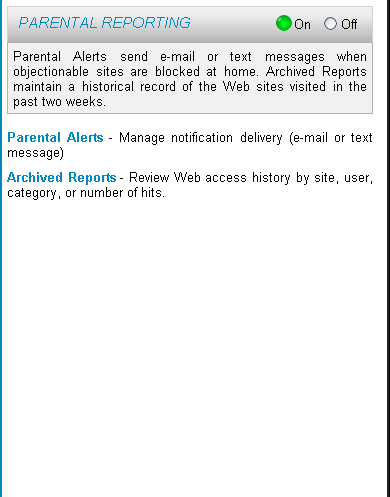 PARENTAL REPORTING On Off
Parental Alerts send e-mail or text messages when
objectionable sites are blocked at home. Archived Reports
maintain a historical record of the Web sites visited in the
past two weeks.
Parental Alerts - Manage notification delivery (e-mail or text
message)
Archived Reports - Review Web access history by site, user,
category, or number of hits.